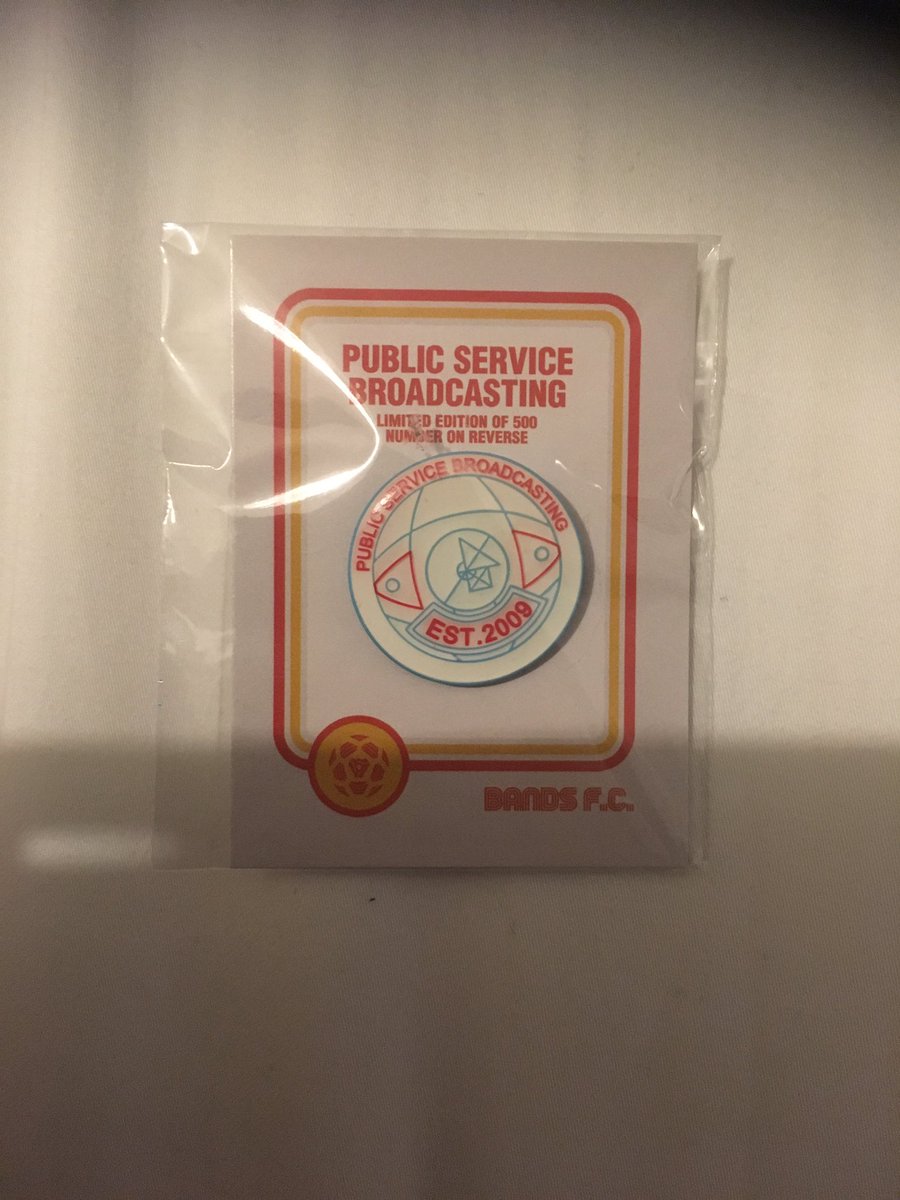 PUBLIC SERVICE
BROADCASTING
LIMITED EDITION OF 500
NUMBER ON REVERSE
PUBLIC SERVICE BROADCASTING
EST.2009
BANDS F.C.